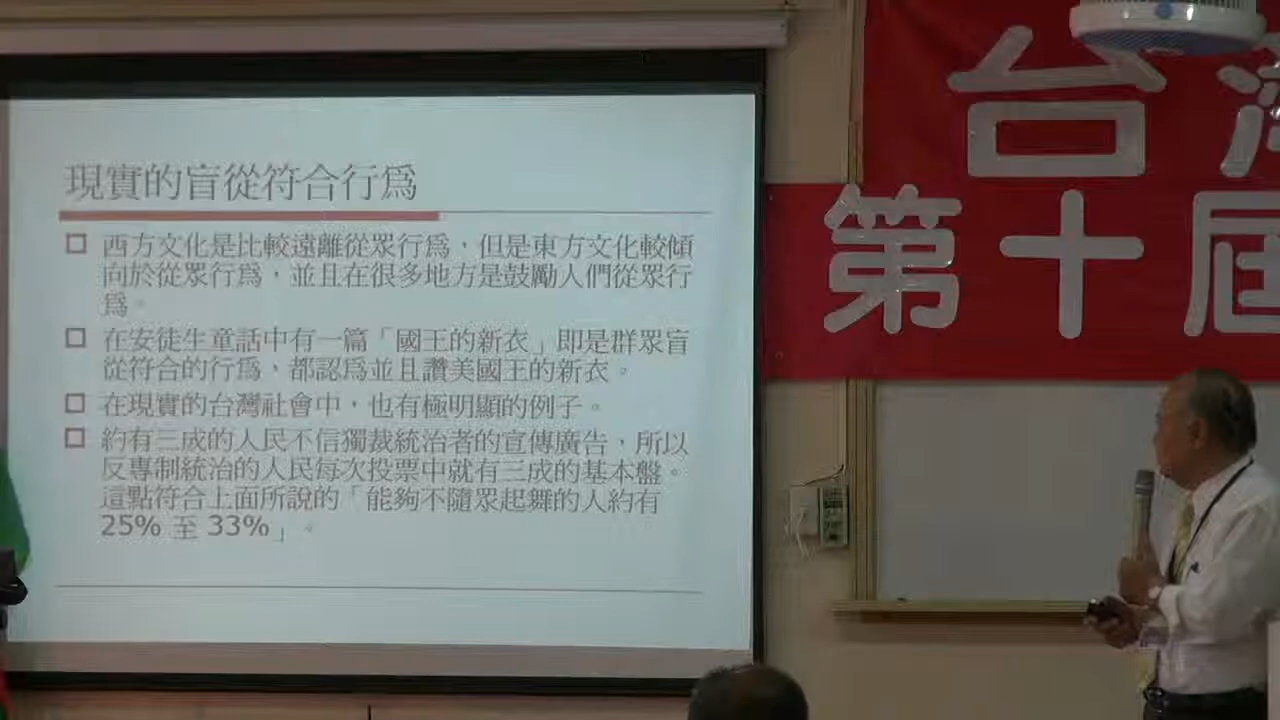 現實的盲從符合行為
西方文化是比較遠離從眾行為，但是東方文化較傾
向於從眾行為，並且在很多地方是鼓勵人們從眾行
為。
在安徒生童話中有一篇「國王的新衣」即是群眾盲
從符合的行為，都認為並且讚美國王的新衣。
在現實的台灣社會中，也有極明顯的例子。
約有三成的人民不信獨裁統治者的宣傳廣告，所以
反專制統治的人民每次投票中就有三成的基本盤。
這點符合上面所說的「能夠不隨眾起舞的人約有
25% 至 33%」。
台
第十屆